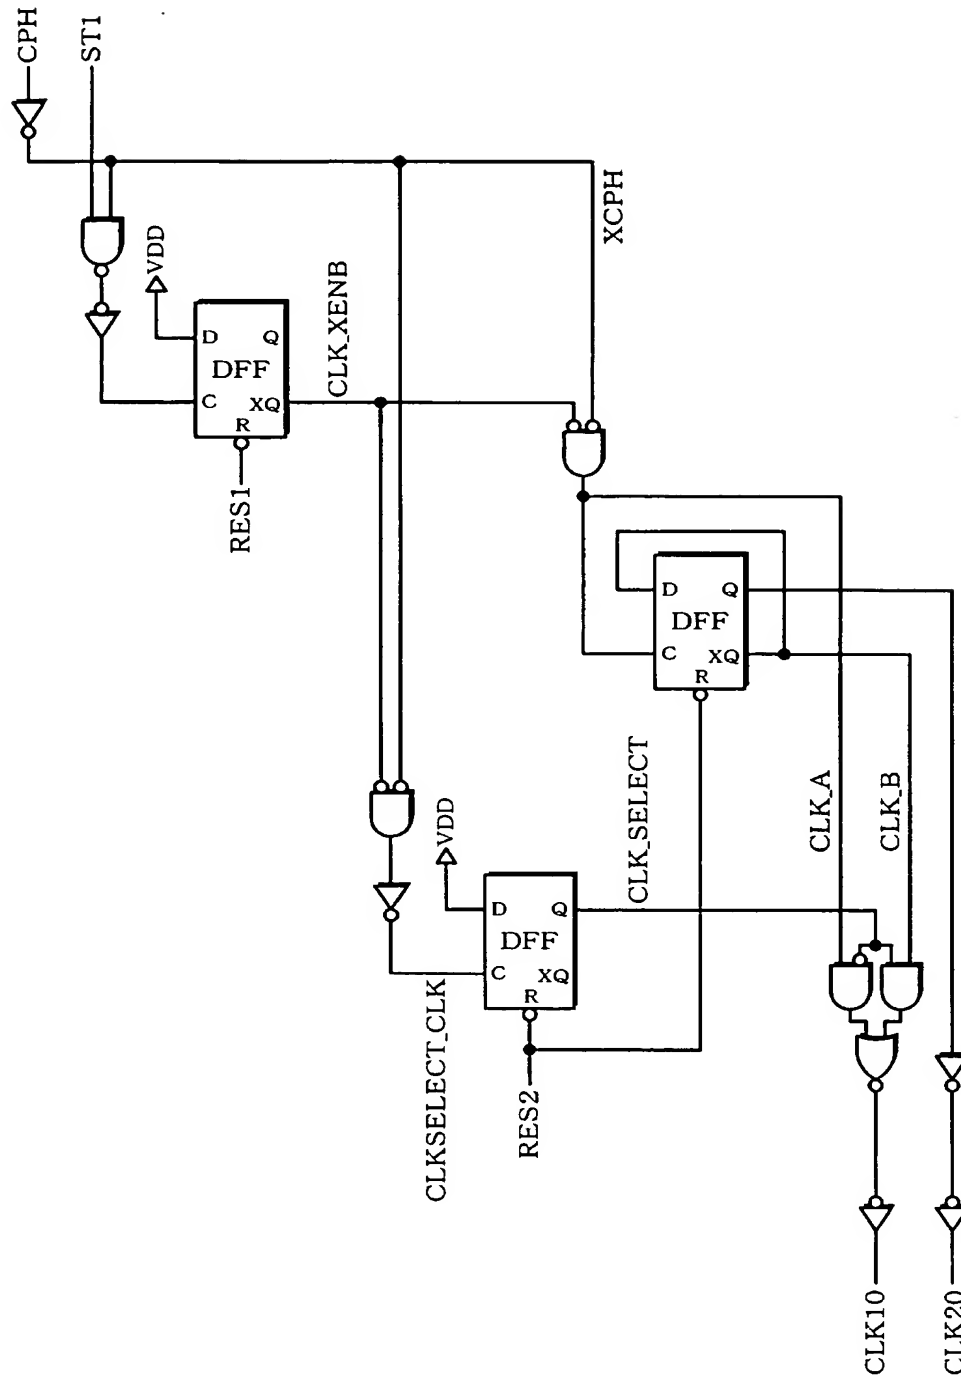 CPH
ST1
XCPH
VDD
D Q
DFF
C XQ
R
CLK_XENB
RES1
D Q
DFF
C XQ
R
CLK_SELECT
CLK_A
CLK_B
VDD
D Q
DFF
C XQ
R
CLKSELECT_CLK
RES2
CLK10
CLK20